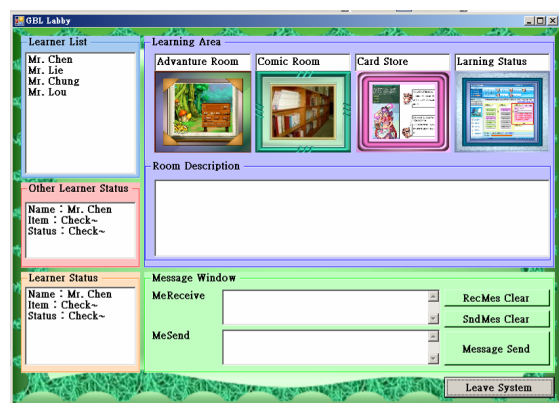 GBL Labby
Learner List
Mr. Chen
Mr. Lie
Mr. Chung
Mr. Lou
Learning Area
Advanture Room
Comic Room
Card Store
Larning Status
Room Description
Other Learner Status
Name : Mr. Chen
Item : Check~
Status : Check~
Learner Status
Name : Mr. Chen
Item : Check~
Status : Check~
Message Window
MeReceive
RecMes Clear
SndMes Clear
MeSend
Message Send
Leave System